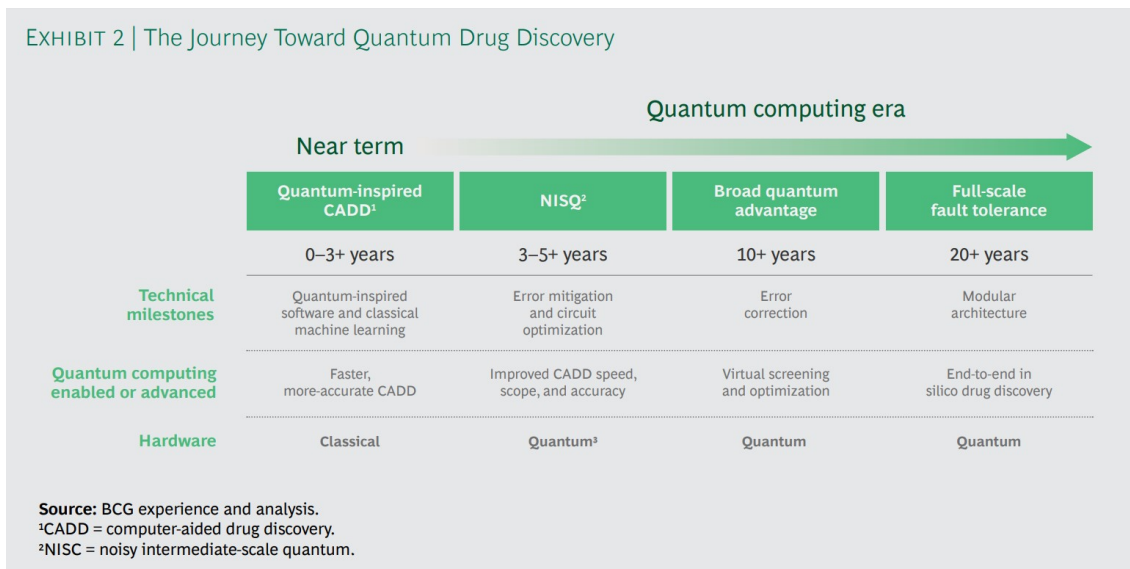 EXHIBIT 2 | The Journey Toward Quantum Drug Discovery
Quantum computing era
Near term
Quantum-inspired
CADD¹
NISQ²
Broad quantum
advantage
Full-scale
fault tolerance
0–3+ years
3–5+ years
10+ years
20+ years
Technical
milestones
Quantum-inspired
software and classical
machine learning
Error mitigation
and circuit
optimization
Error
correction
Modular
architecture
Quantum computing
enabled or advanced
Faster,
more-accurate CADD
Improved CADD speed,
scope, and accuracy
Virtual screening
and optimization
End-to-end in
silico drug discovery
Hardware
Classical
Quantum³
Quantum
Quantum
Source: BCG experience and analysis.
¹CADD = computer-aided drug discovery.
²NISC = noisy intermediate-scale quantum.